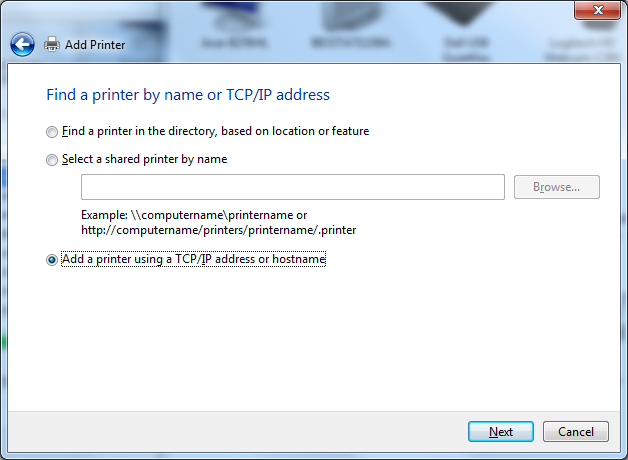 Add Printer
Find a printer by name or TCP/IP address
Find a printer in the directory, based on location or feature
Select a shared printer by name
Browse...
Example: \\computername\printername or
http://computername/printers/printername/.printer
Add a printer using a TCP/IP address or hostname
Next
Cancel